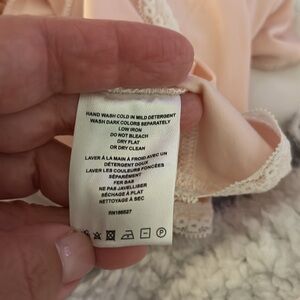 HAND WASH COLD IN MILD DETERGENT
WASH DARK COLORS SEPARATELY
LOW IRON
DO NOT BLEACH
DRY FLAT
OR DRY CLEAN
LAVER À LA MAIN À FROID AVEC UN
DÉTERGENT DOUX
LAVER LES COULEURS FONCÉES
SÉPARÉMENT
FER BAS
NE PAS JAVELLISER
SÉCHAGE À PLAT
NETTOYAGE À SEC
P